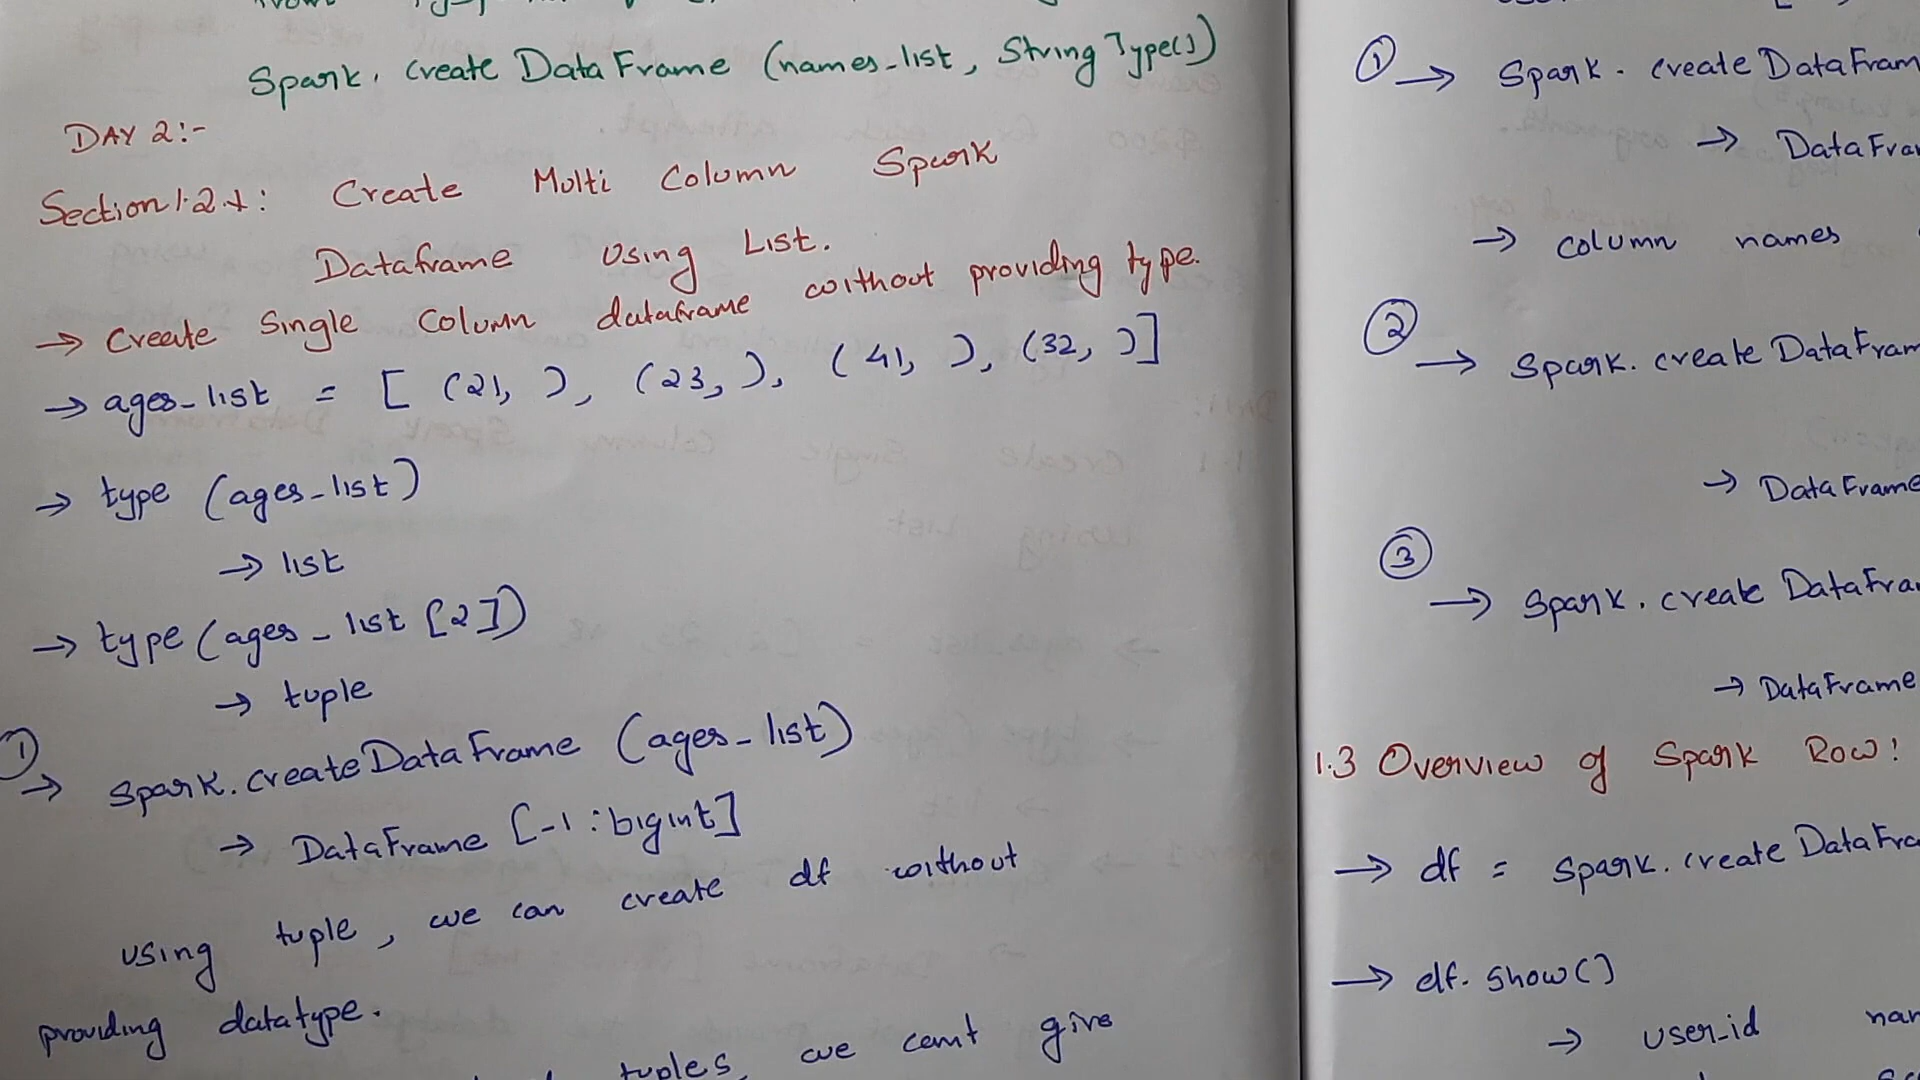 Spark. create DataFrame (names_list, StringType())
DAY 2:-
Section 1.2.1: Create Multi Column Spark
Dataframe Using List.
→ Create Single Column dataframe without providing type.
→ ages_list = [ (21, ), (23, ), (41, ), (32, )]
→ type (ages_list)
→ list
→ type (ages_list [2])
→ tuple
①
→ spark.createDataFrame (ages_list)
→ DataFrame [-1 : bigint]
using tuple, we can create df without
providing datatype.
tuples, we cant give
①
→ Spark. create DataFram
→ DataFra
→ column names
②
→ Spark. create DataFram
→ DataFrame
③
→ Spark. create DataFra
→ DataFrame
1.3 Overview of Spark Row!
→ df = Spark. create DataFra
→ df. show()
→ user_id nam